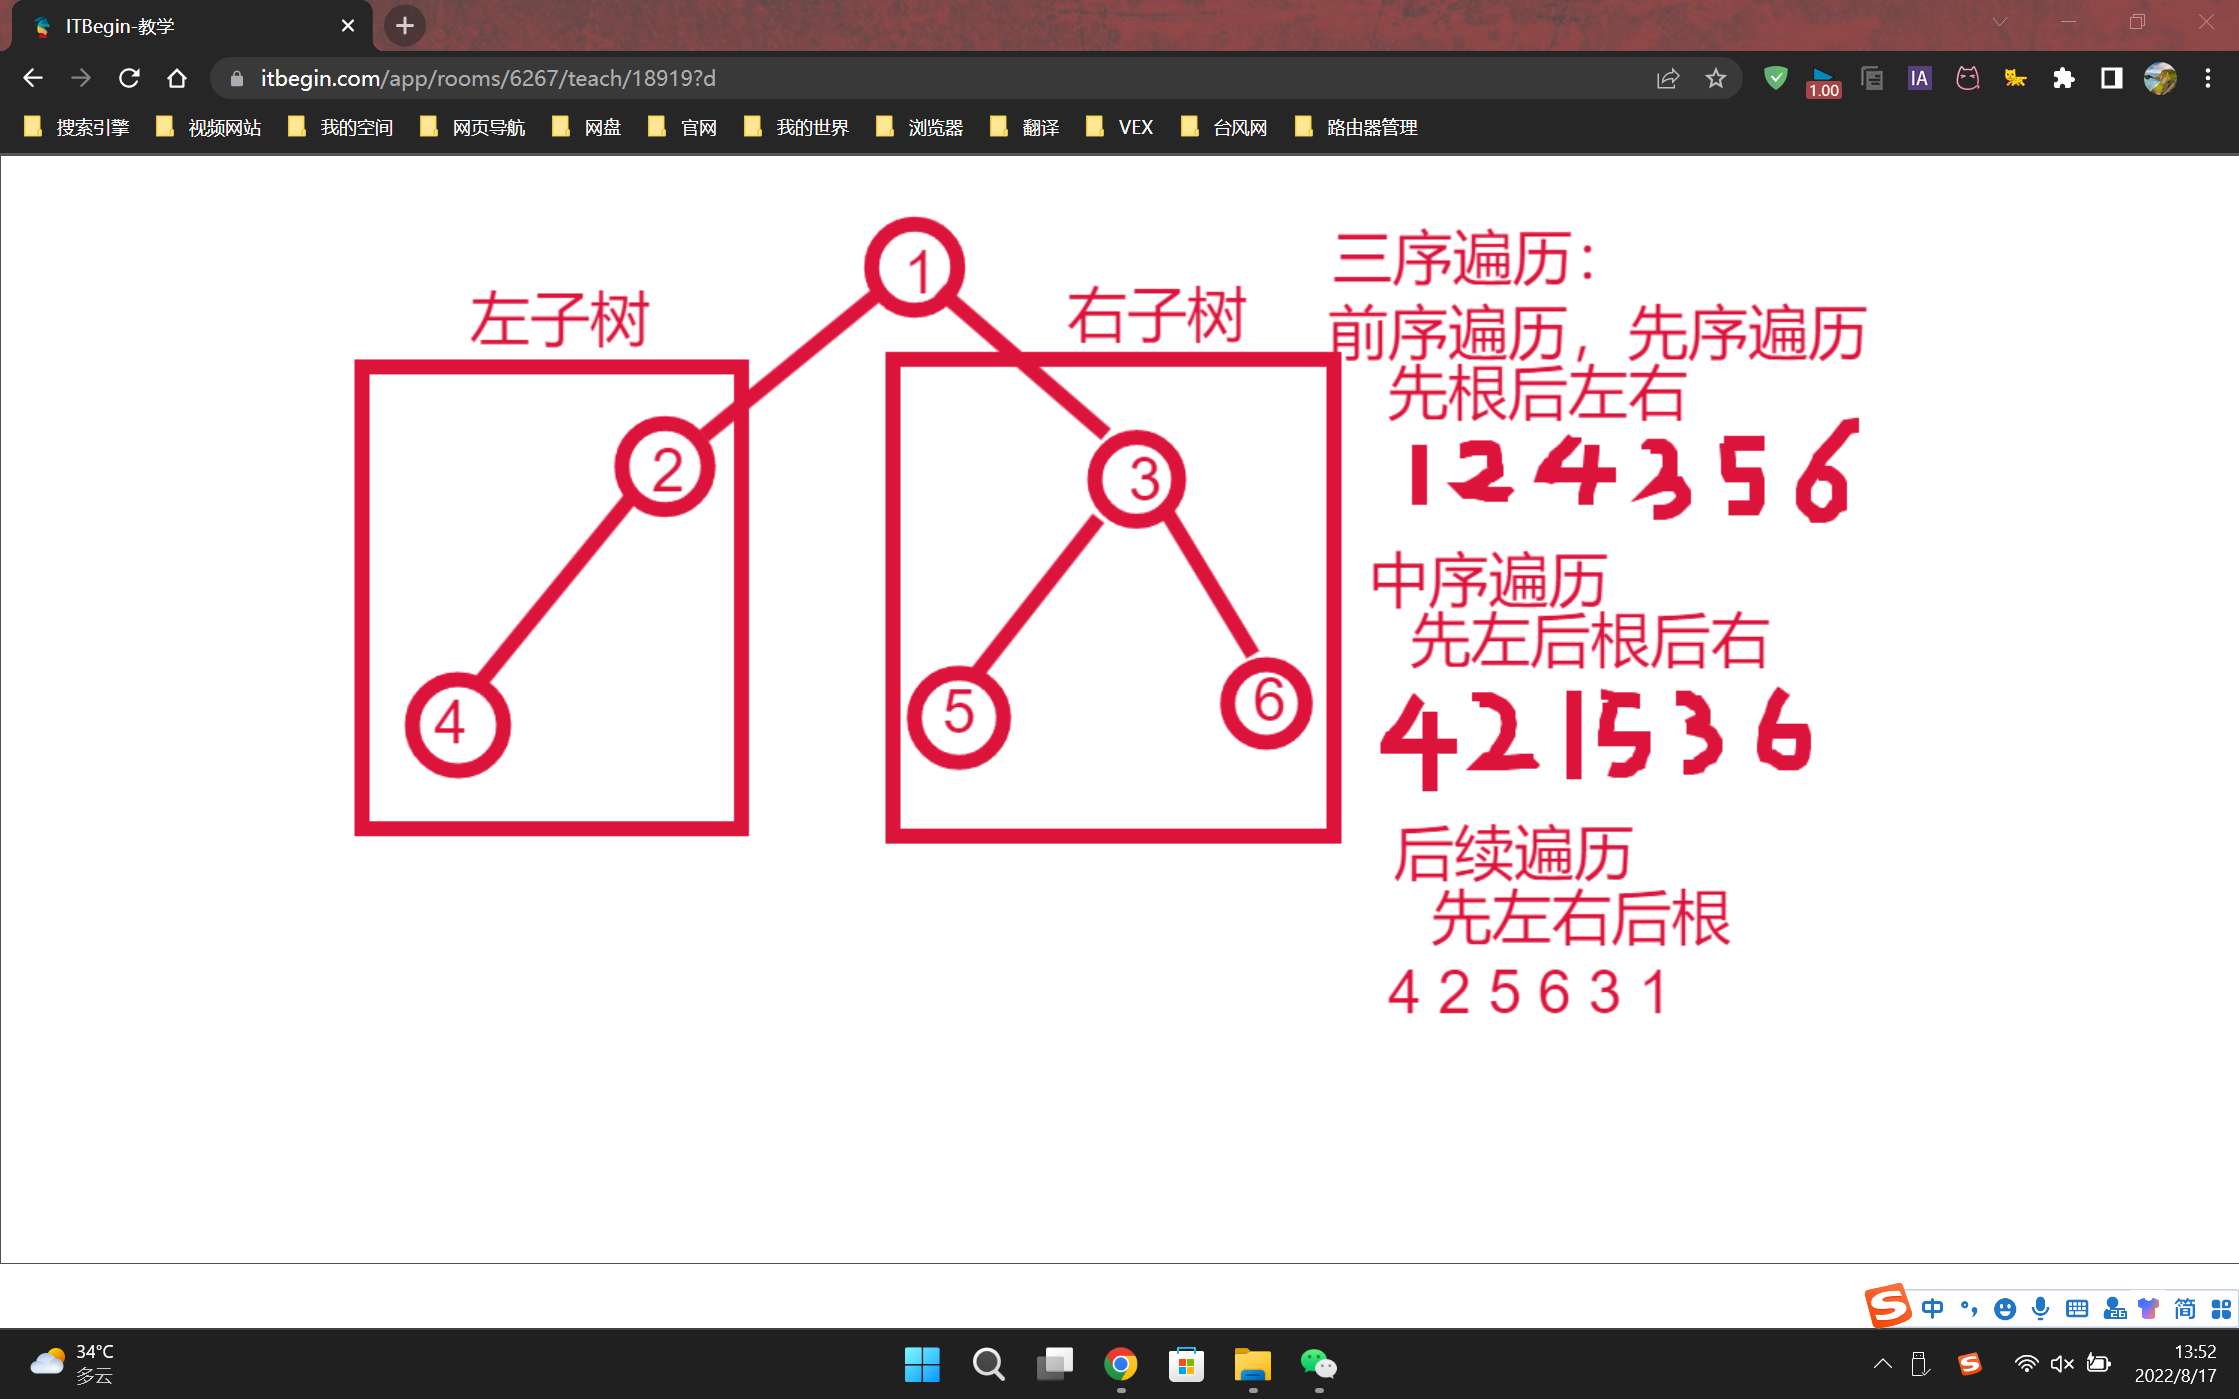 ITBegin-教学
itbegin.com/app/rooms/6267/teach/18919?d
1.00
IA
搜索引擎 视频网站 我的空间 网页导航 网盘 官网 我的世界 浏览器 翻译 VEX 台风网 路由器管理
1
左子树
右子树
2
3
4
5
6
三序遍历:
前序遍历，先序遍历
先根后左右
1 2 4 3 5 6
中序遍历
先左后根后右
4 2 1 5 3 6
后续遍历
先左右后根
4 2 5 6 3 1
S 中 简
34°C
多云
13:52
2022/8/17